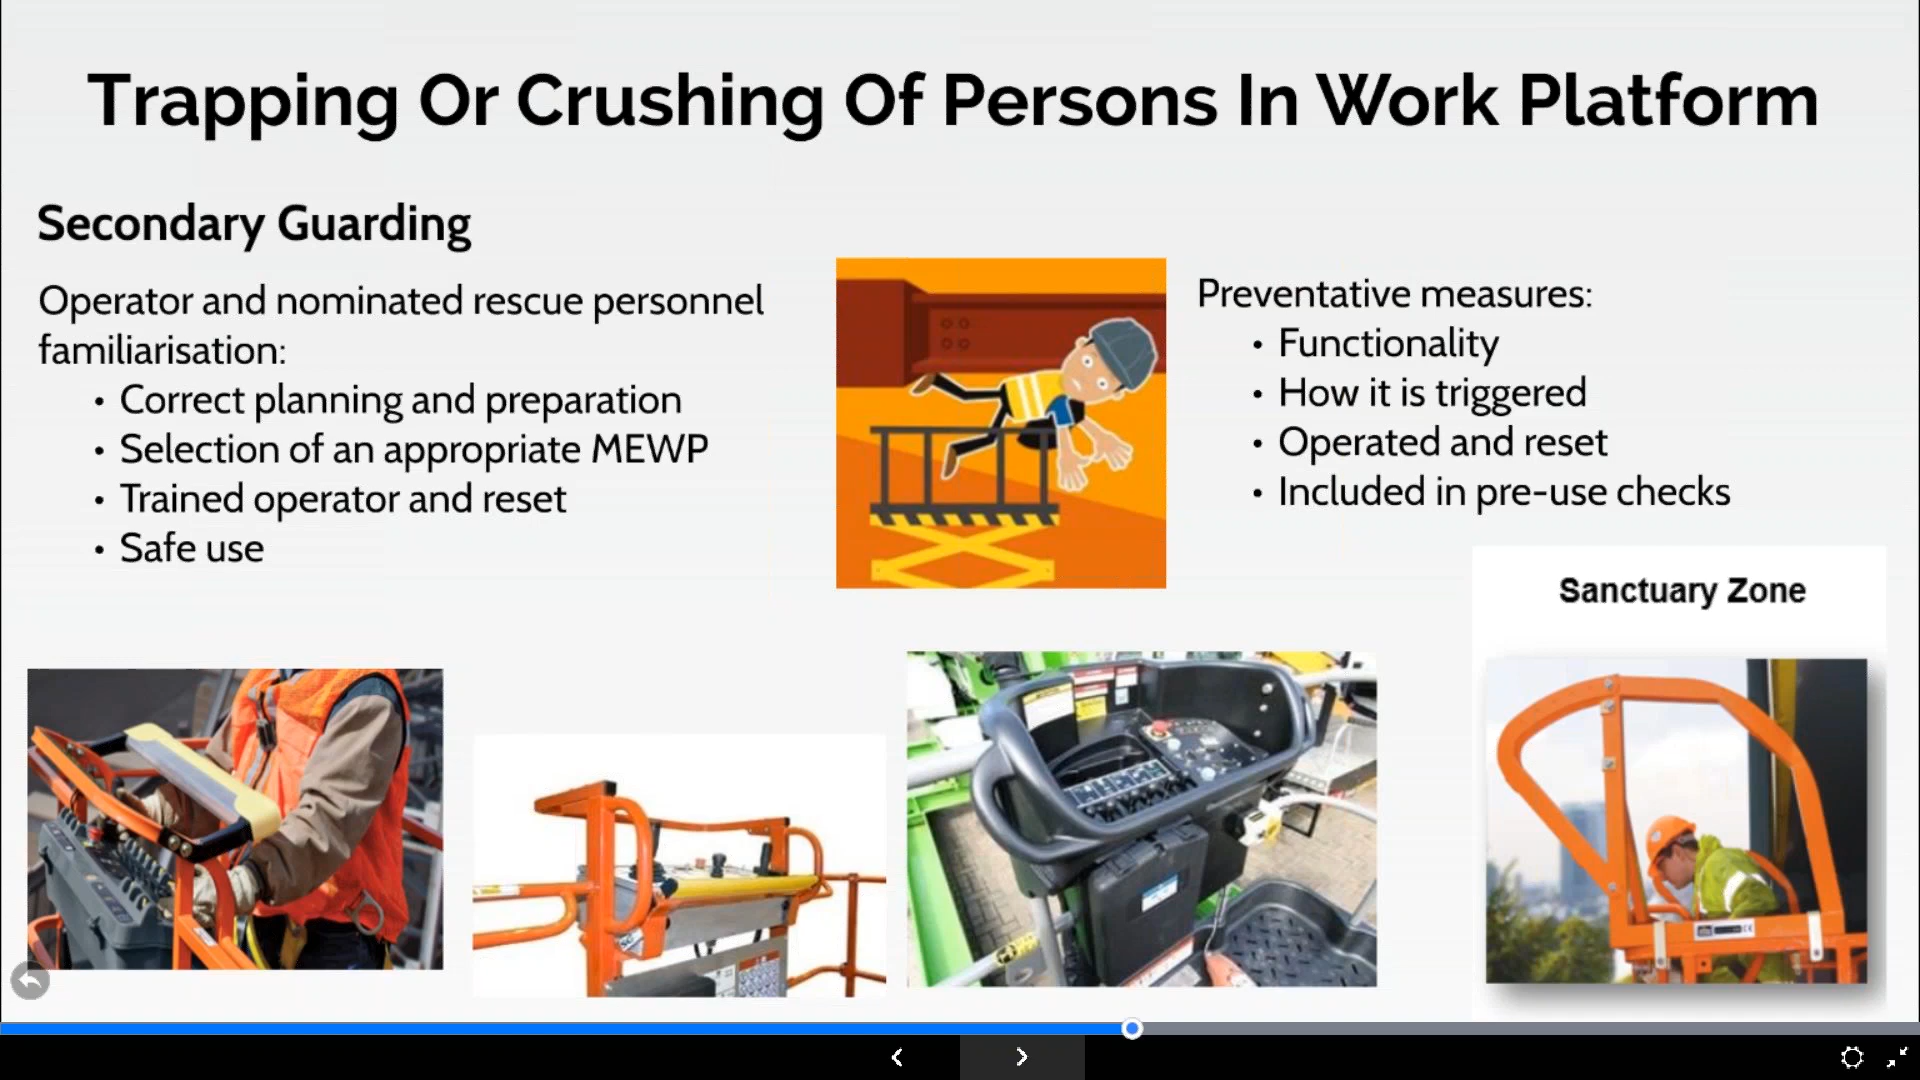 Trapping Or Crushing Of Persons In Work Platform
Secondary Guarding
Operator and nominated rescue personnel
familiarisation:
• Correct planning and preparation
• Selection of an appropriate MEWP
• Trained operator and reset
• Safe use
Preventative measures:
• Functionality
• How it is triggered
• Operated and reset
• Included in pre-use checks
Sanctuary Zone